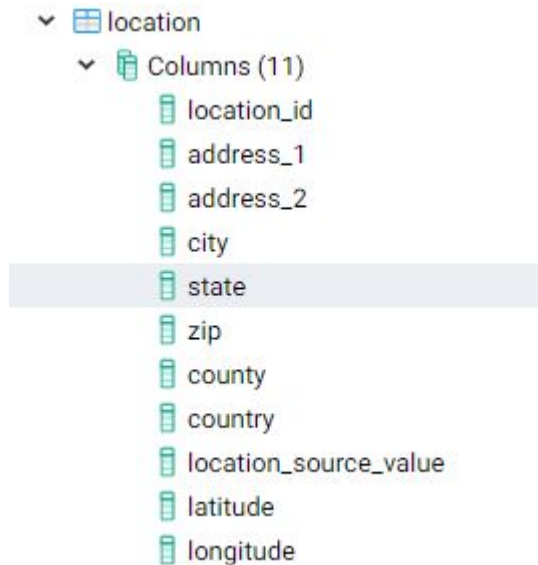 location
Columns (11)
location_id
address_1
address_2
city
state
zip
county
country
location_source_value
latitude
longitude